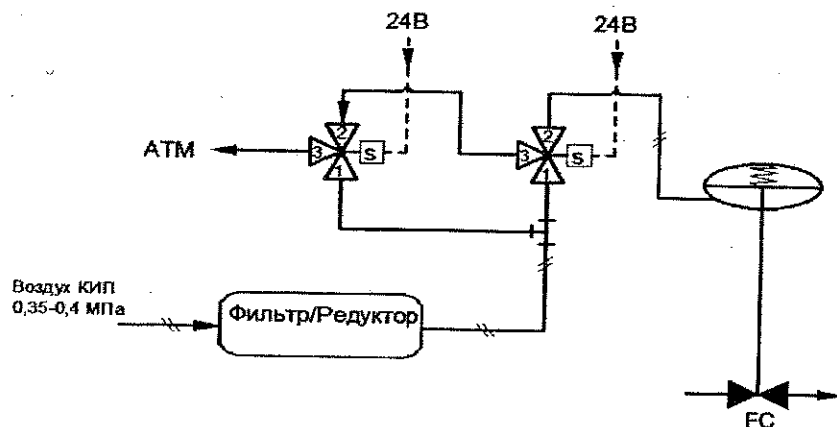 24В 24В
2 2
АТМ 3 S 3 S
1 1
Воздух КИП
0,35-0,4 МПа
Фильтр/Редуктор
FC